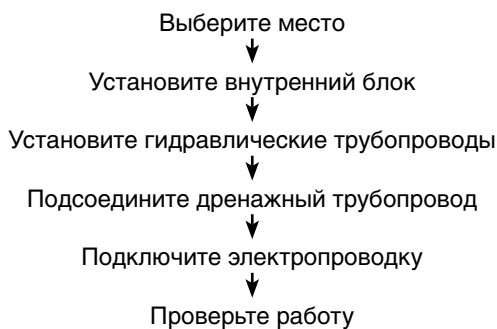 Выберите место
Установите внутренний блок
Установите гидравлические трубопроводы
Подсоедините дренажный трубопровод
Подключите электропроводку
Проверьте работу